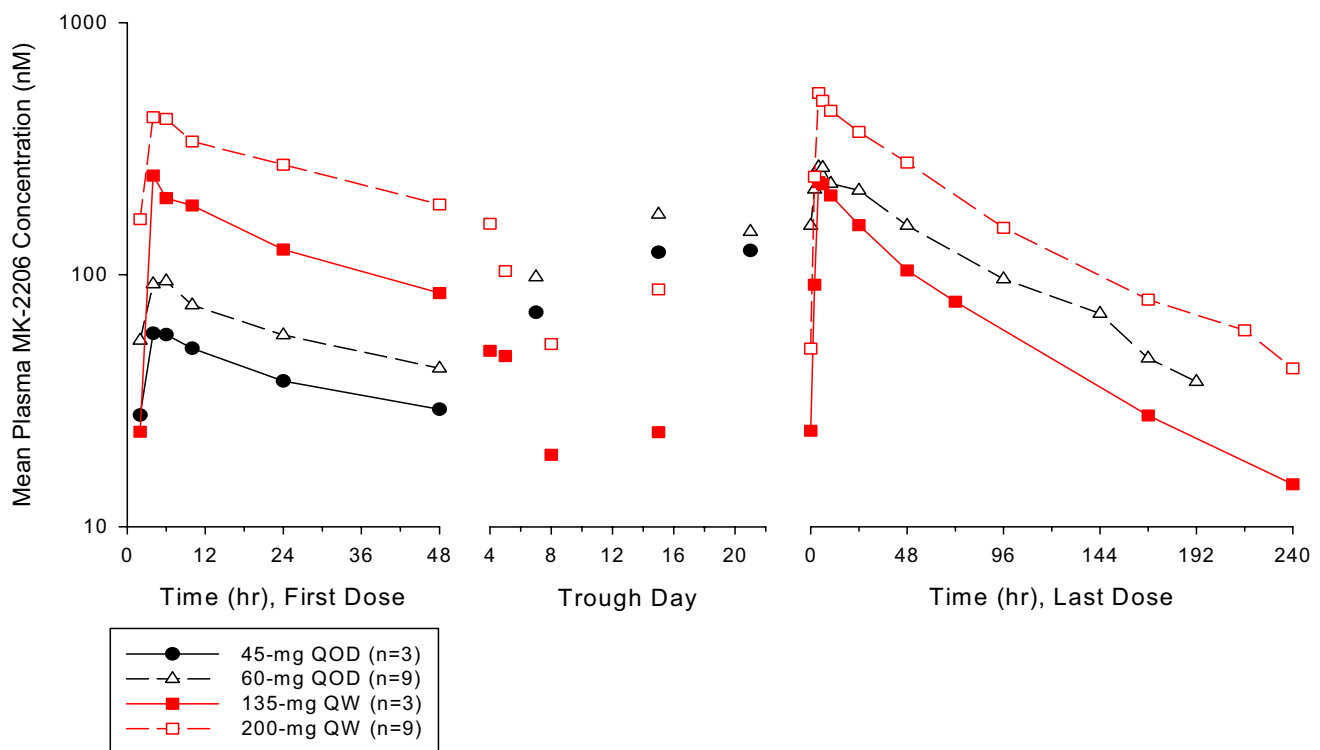 Mean Plasma MK-2206 Concentration (nM)
1000
100
10
0 12 24 36 48
4 8 12 16 20
0 48 96 144 192 240
Time (hr), First Dose
Trough Day
Time (hr), Last Dose
45-mg QOD (n=3)
60-mg QOD (n=9)
135-mg QW (n=3)
200-mg QW (n=9)